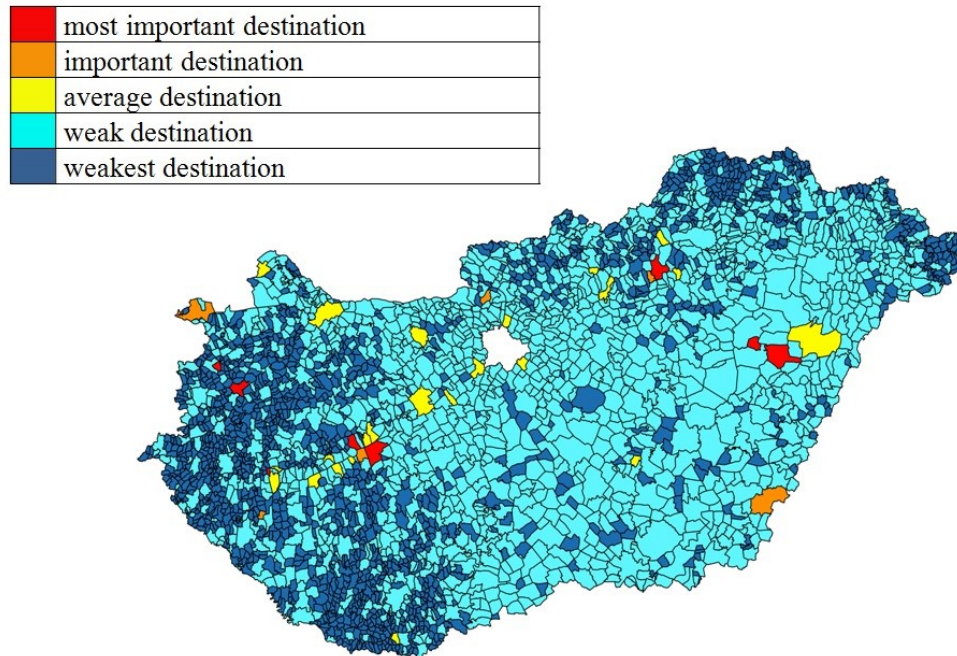 most important destination
important destination
average destination
weak destination
weakest destination